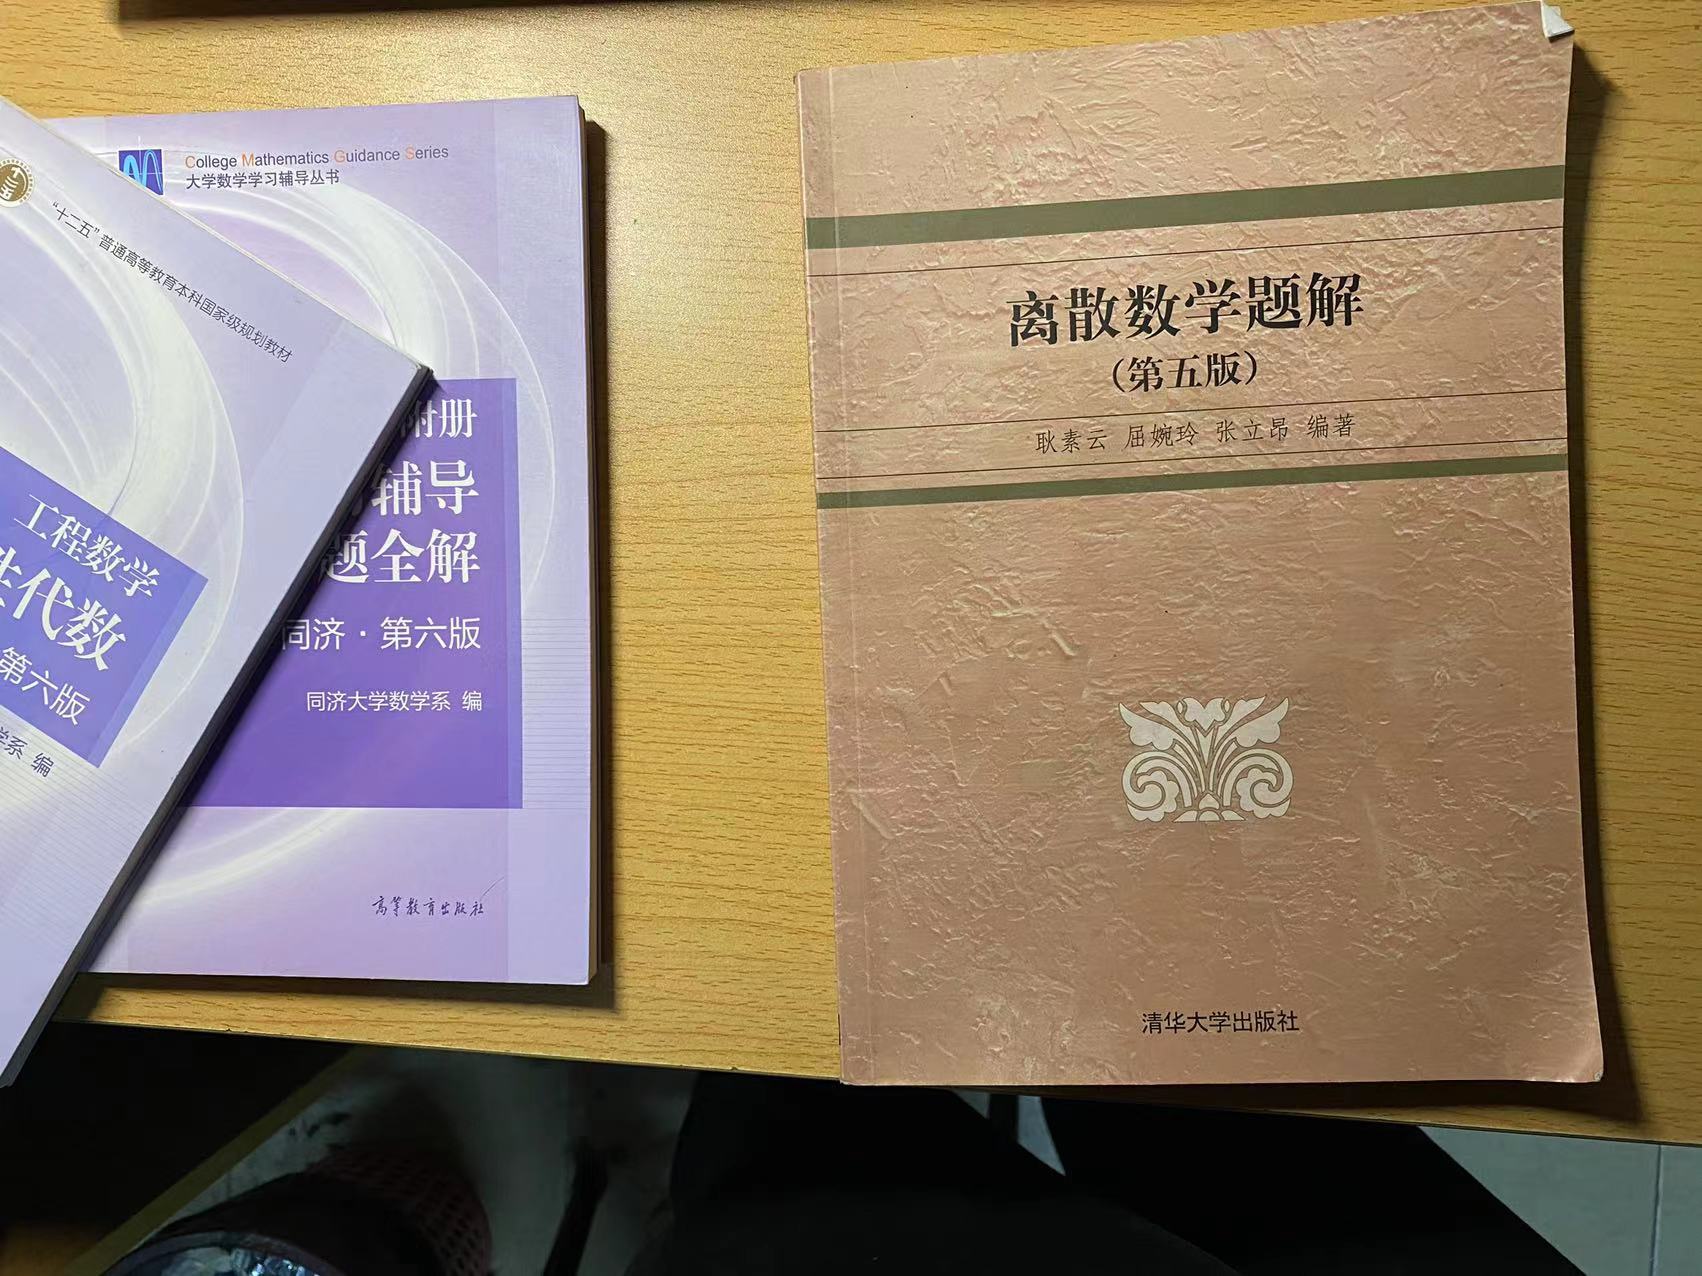 "十二五"普通高等教育本科国家级规划教材
工程数学
代数
第六版
学系 编
College Mathematics Guidance Series
大学数学学习辅导丛书
附册
辅导
题全解
同济·第六版
同济大学数学系 编
高等教育出版社
离散数学题解
(第五版)
耿素云 屈婉玲 张立昂 编著
清华大学出版社